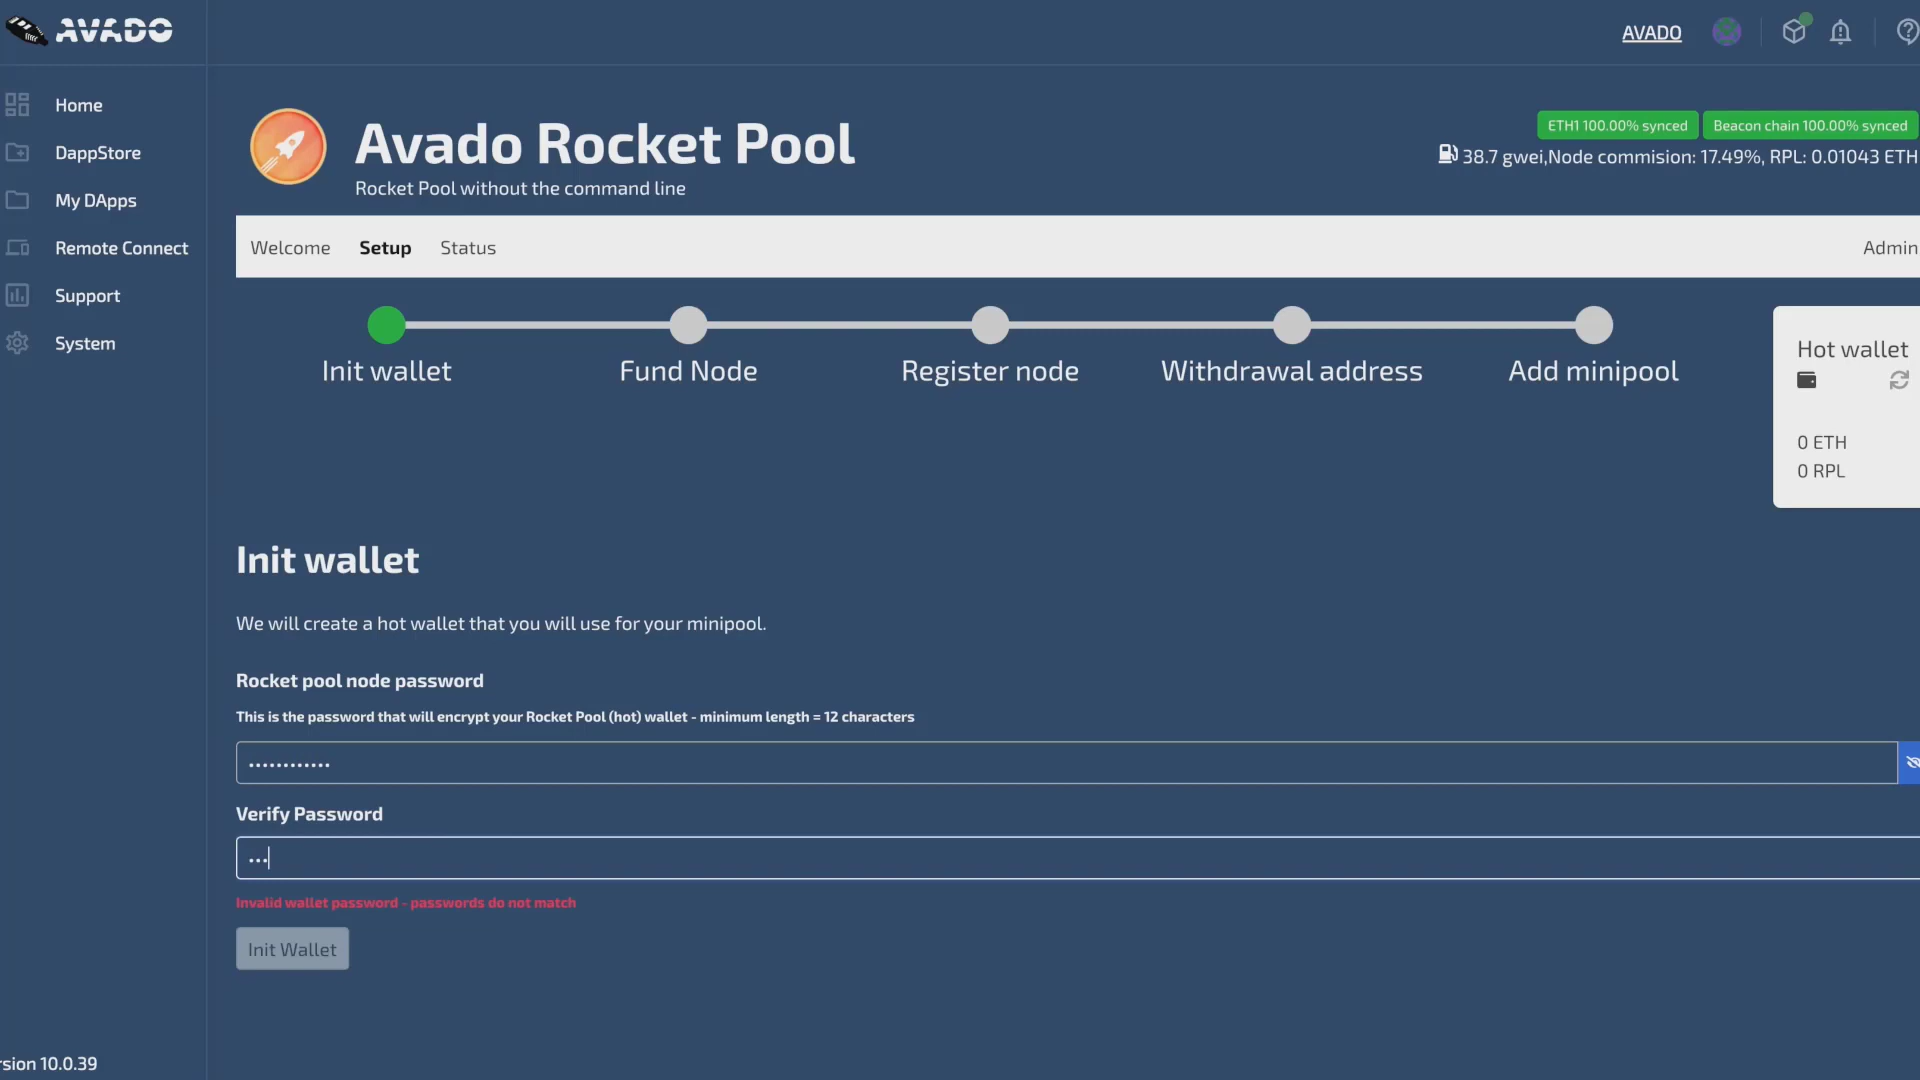 AVADO
AVADO
Home
DappStore
My DApps
Remote Connect
Support
System
Avado Rocket Pool
Rocket Pool without the command line
ETH1 100.00% synced
Beacon chain 100.00% synced
38.7 gwei,Node commision: 17.49%, RPL: 0.01043 ETH
Welcome
Setup
Status
Admin
Init wallet
Fund Node
Register node
Withdrawal address
Add minipool
Hot wallet
0 ETH
0 RPL
Init wallet
We will create a hot wallet that you will use for your minipool.
Rocket pool node password
This is the password that will encrypt your Rocket Pool (hot) wallet - minimum length = 12 characters
••••••••••••
Verify Password
•••
Invalid wallet password - passwords do not match
Init Wallet
sion 10.0.39